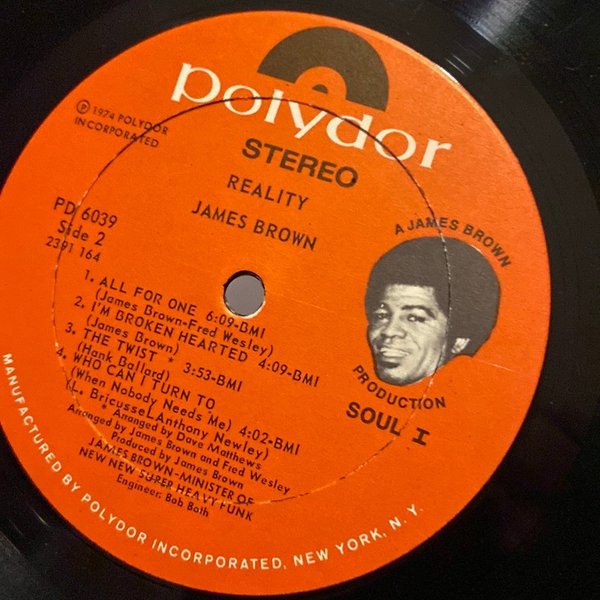 polydor
STEREO
REALITY
JAMES BROWN
℗ 1974 POLYDOR
INCORPORATED
PD 6039
Side 2
2391 164
A JAMES BROWN
PRODUCTION
SOUL I
1. ALL FOR ONE 6:09-BMI
(James Brown-Fred Wesley)
2. I'M BROKEN HEARTED 4:09-BMI
(James Brown)
3. THE TWIST * 3:53-BMI
(Hank Ballard)
4. WHO CAN I TURN TO
(When Nobody Needs Me) 4:02-BMI
(L. Bricusse-Anthony Newley)
* Arranged by Dave Matthews
Arranged by James Brown and Fred Wesley
Produced by James Brown
JAMES BROWN-MINISTER OF
NEW NEW SUPER HEAVY FUNK
Engineer: Bob Both
MANUFACTURED BY POLYDOR INCORPORATED, NEW YORK, N.Y.